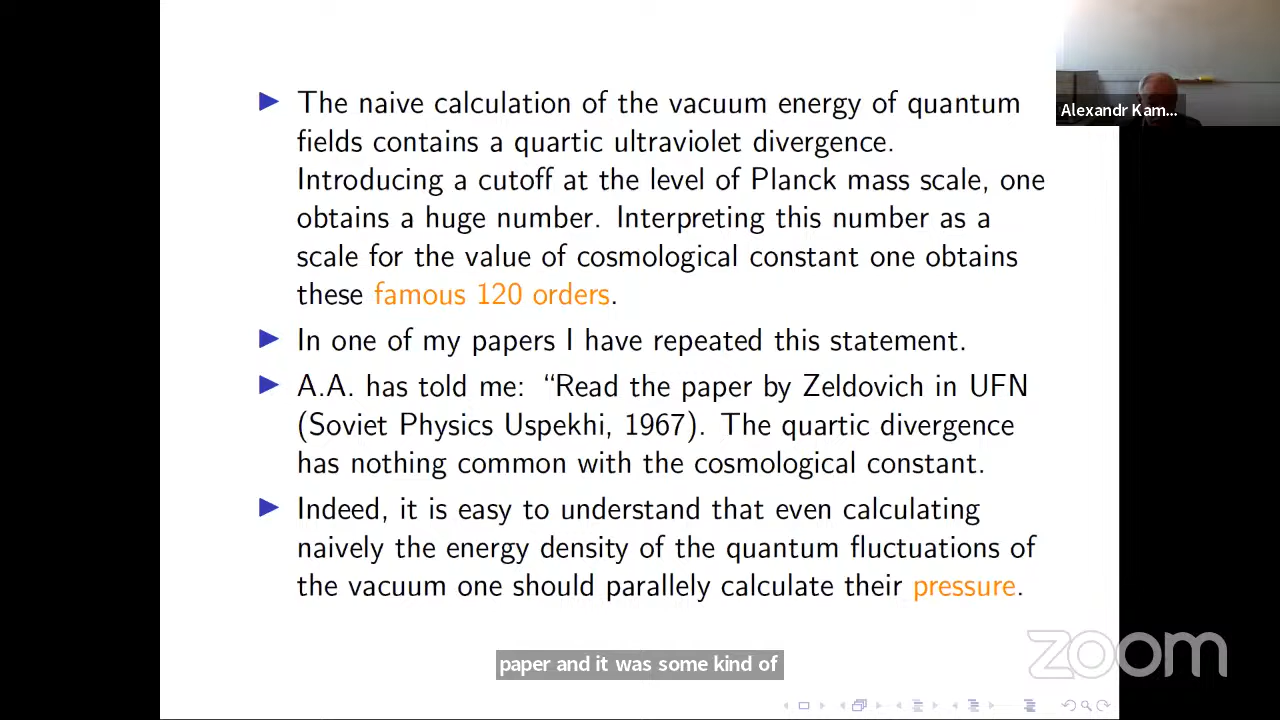 The naive calculation of the vacuum energy of quantum
fields contains a quartic ultraviolet divergence.
Introducing a cutoff at the level of Planck mass scale, one
obtains a huge number. Interpreting this number as a
scale for the value of cosmological constant one obtains
these famous 120 orders.
In one of my papers I have repeated this statement.
A.A. has told me: “Read the paper by Zeldovich in UFN
(Soviet Physics Uspekhi, 1967). The quartic divergence
has nothing common with the cosmological constant.
Indeed, it is easy to understand that even calculating
naively the energy density of the quantum fluctuations of
the vacuum one should parallely calculate their pressure.
Alexandr Kam...
paper and it was some kind of
zoom